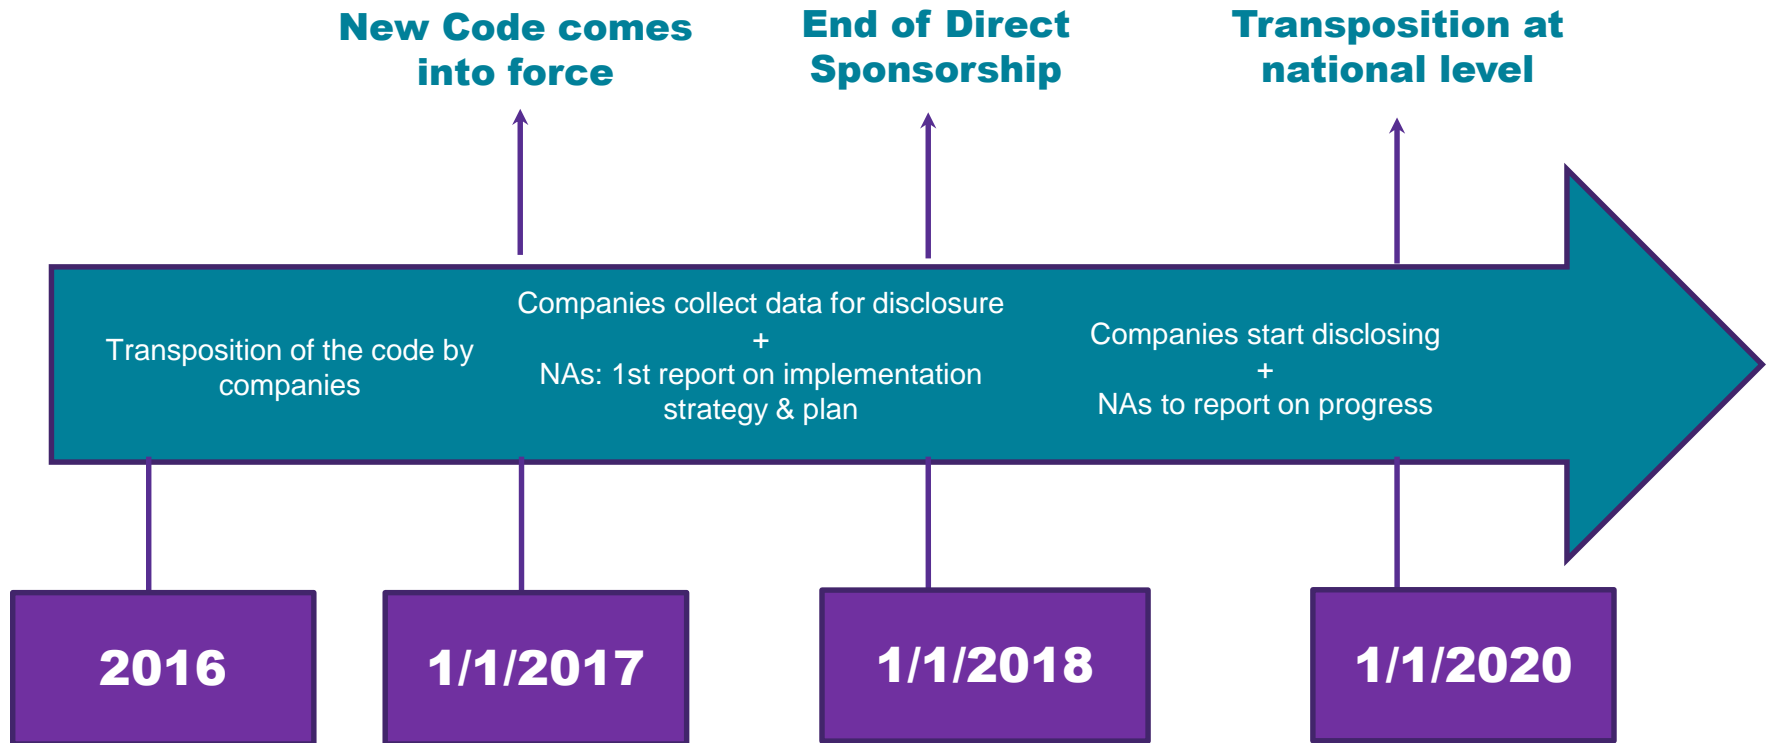 New Code comes
into force
End of Direct
Sponsorship
Transposition at
national level
Transposition of the code by
companies
Companies collect data for disclosure
+
NAs: 1st report on implementation
strategy & plan
Companies start disclosing
+
NAs to report on progress
2016
1/1/2017
1/1/2018
1/1/2020